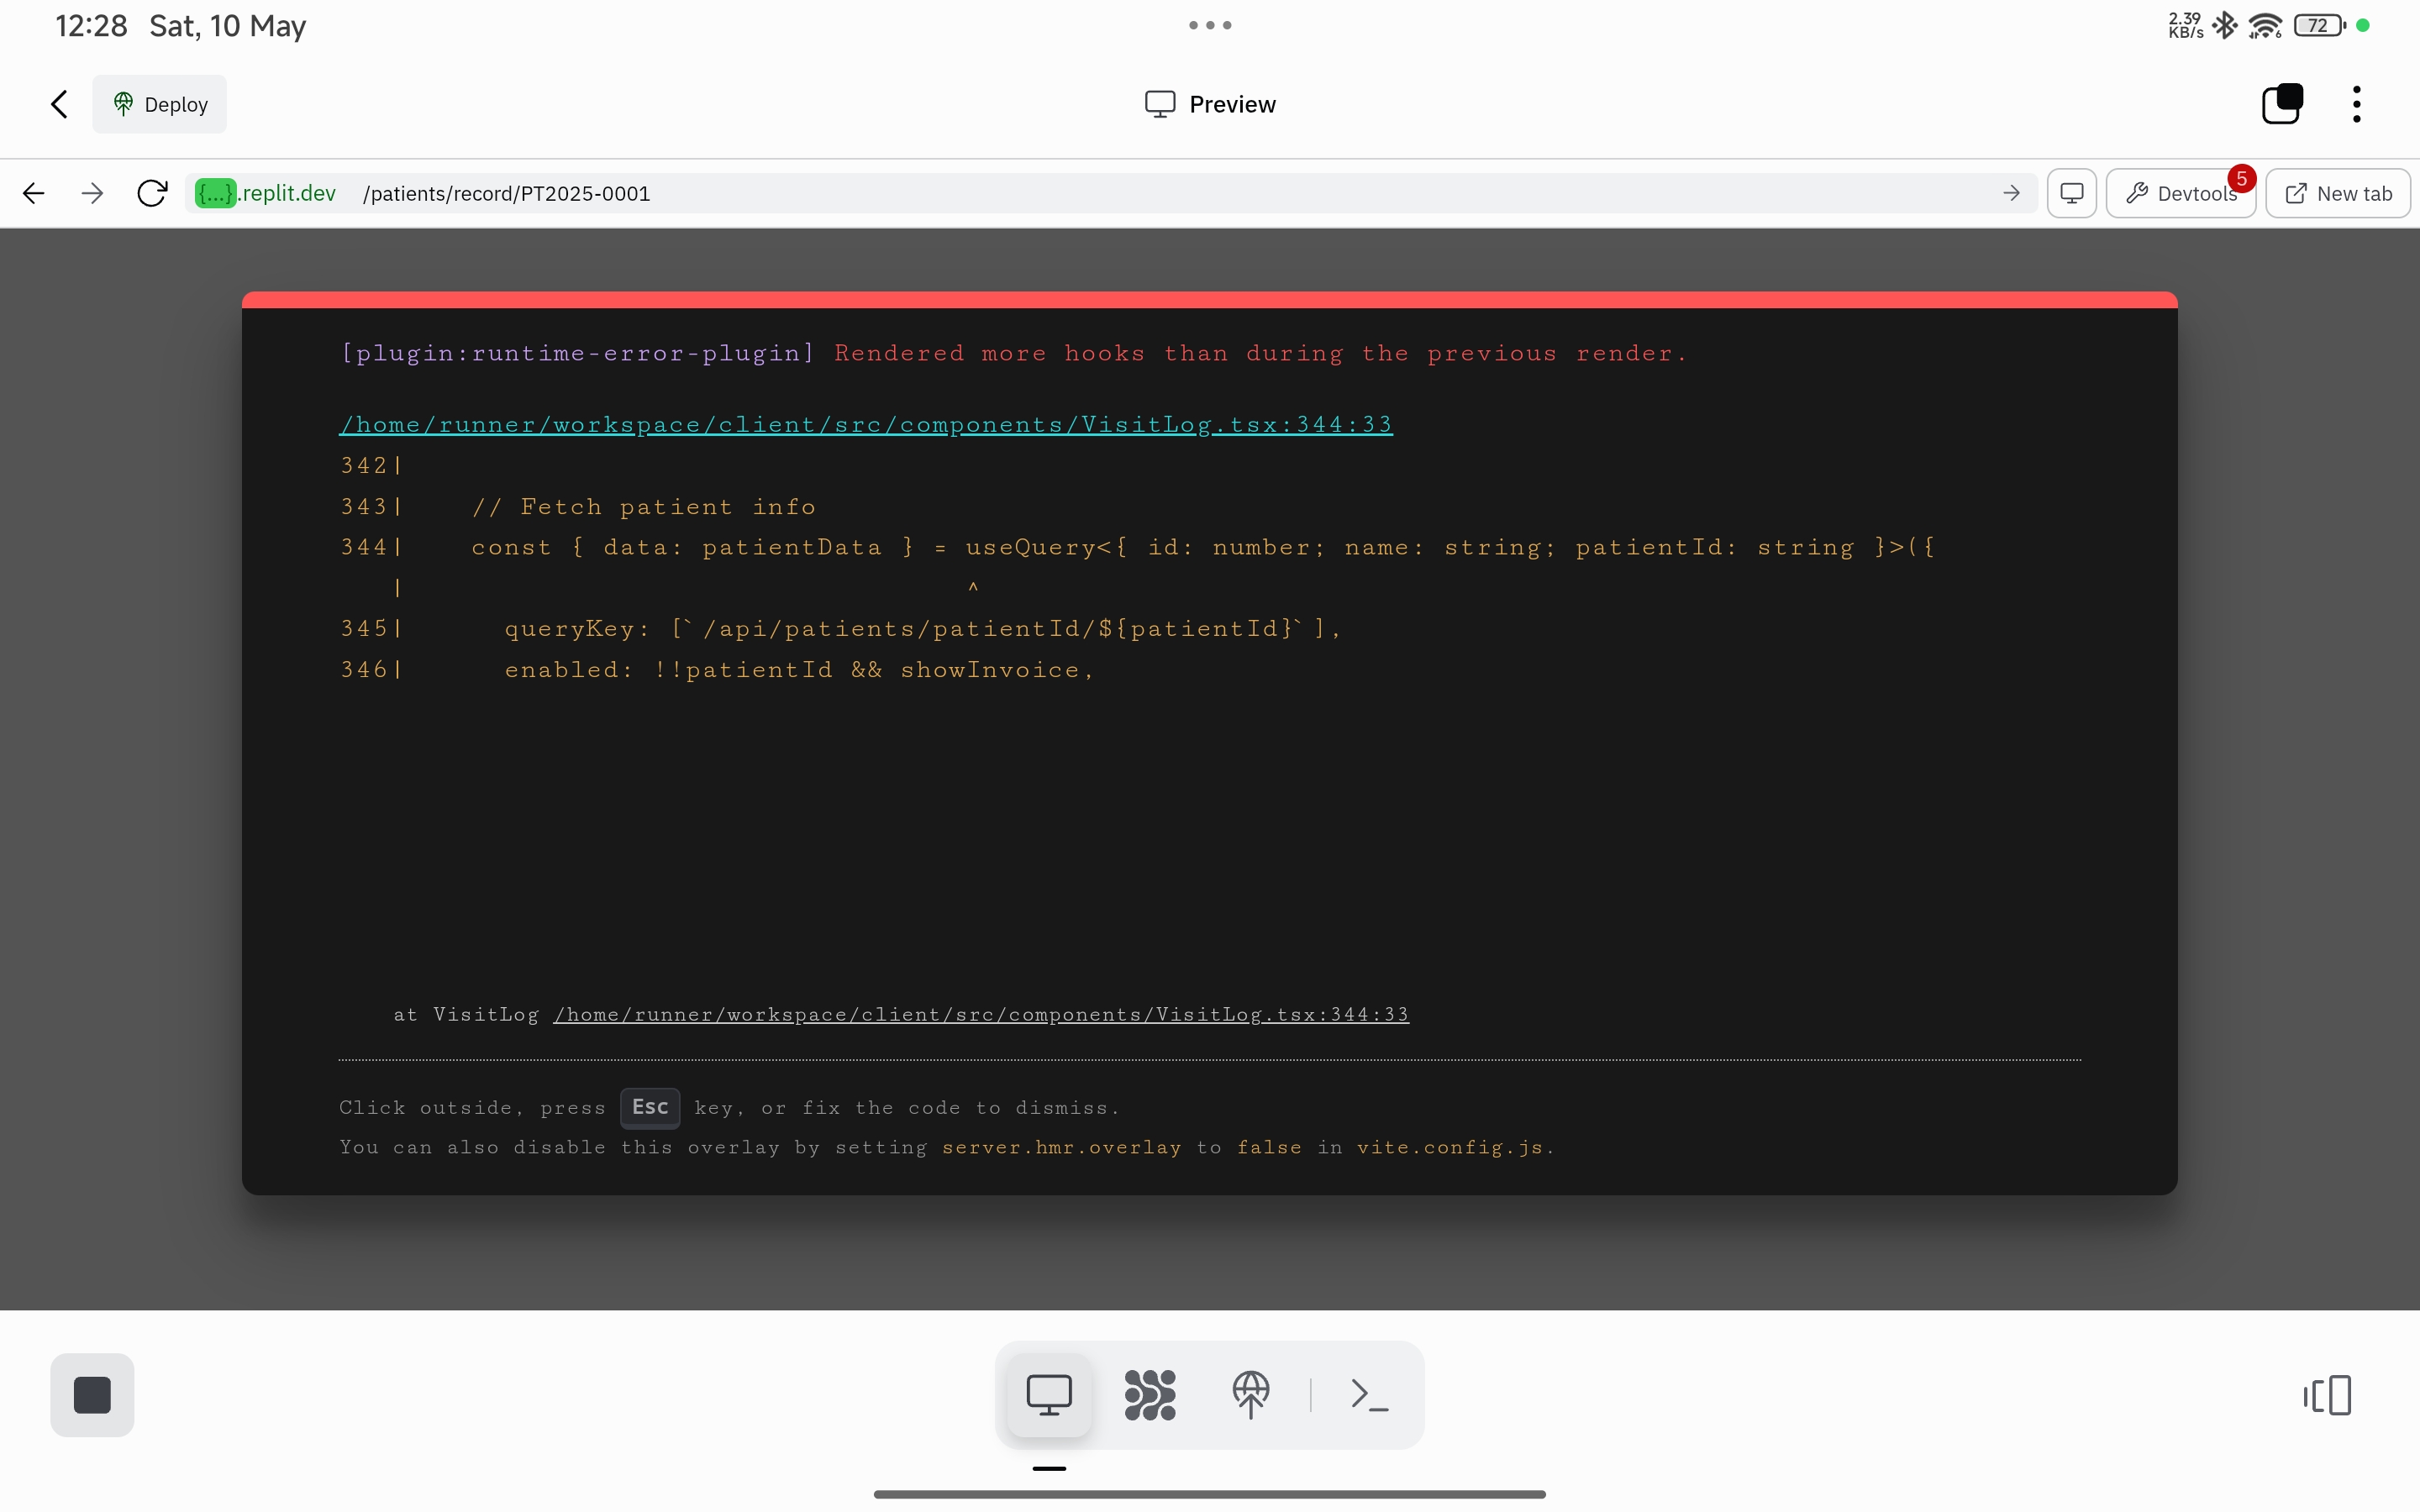 12:28 Sat, 10 May
2.39 KB/s 6 72
Deploy
Preview
{...}.replit.dev /patients/record/PT2025-0001
Devtools 5
New tab
[plugin:runtime-error-plugin] Rendered more hooks than during the previous render.
/home/runner/workspace/client/src/components/VisitLog.tsx:344:33
342|
343|    // Fetch patient info
344|    const { data: patientData } = useQuery<{ id: number; name: string; patientId: string }>({
   |                                  ^
345|      queryKey: [`/api/patients/patientId/${patientId}`],
346|      enabled: !!patientId && showInvoice,
at VisitLog /home/runner/workspace/client/src/components/VisitLog.tsx:344:33
Click outside, press Esc key, or fix the code to dismiss.
You can also disable this overlay by setting server.hmr.overlay to false in vite.config.js.